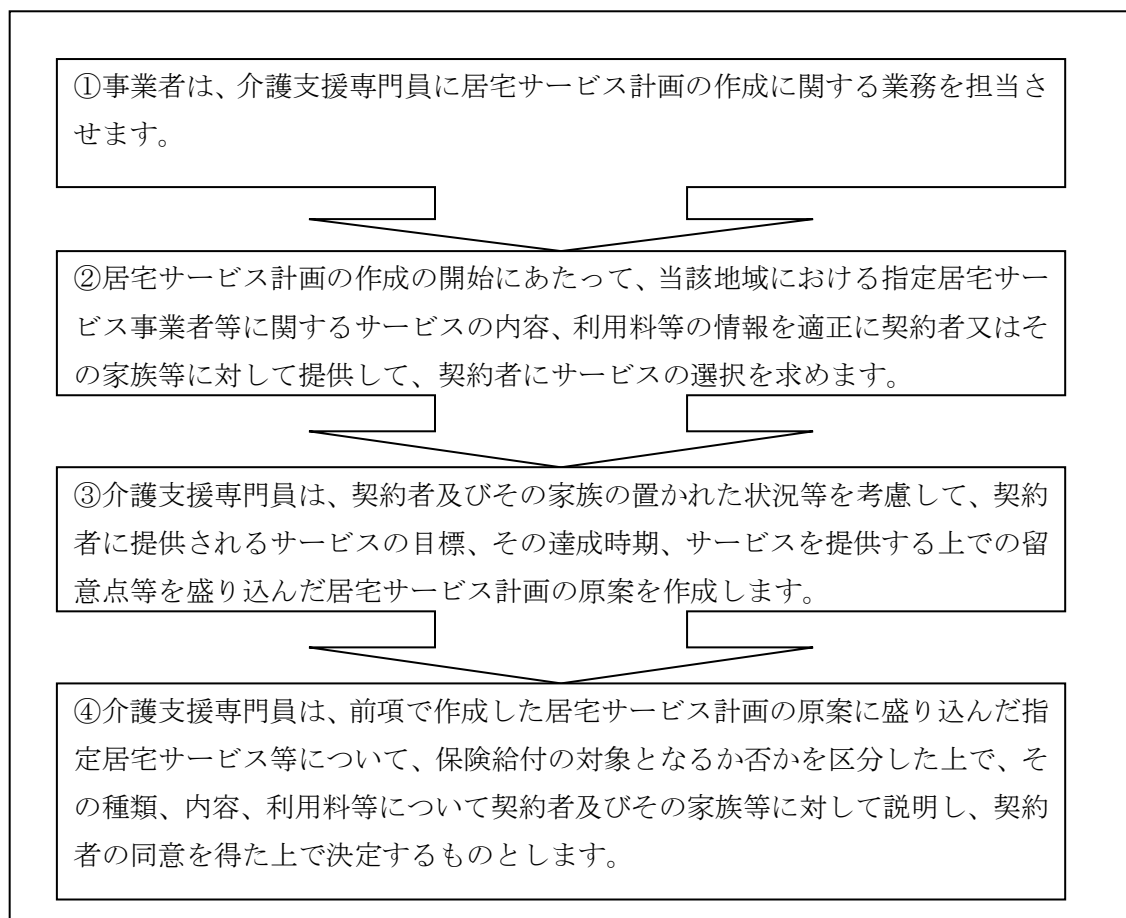 ①事業者は、介護支援専門員に居宅サービス計画の作成に関する業務を担当さ
せます。
②居宅サービス計画の作成の開始にあたって、当該地域における指定居宅サー
ビス事業者等に関するサービスの内容、利用料等の情報を適正に契約者又はそ
の家族等に対して提供して、契約者にサービスの選択を求めます。
③介護支援専門員は、契約者及びその家族の置かれた状況等を考慮して、契約
者に提供されるサービスの目標、その達成時期、サービスを提供する上での留
意点等を盛り込んだ居宅サービス計画の原案を作成します。
④介護支援専門員は、前項で作成した居宅サービス計画の原案に盛り込んだ指
定居宅サービス等について、保険給付の対象となるか否かを区分した上で、そ
の種類、内容、利用料等について契約者及びその家族等に対して説明し、契約
者の同意を得た上で決定するものとします。